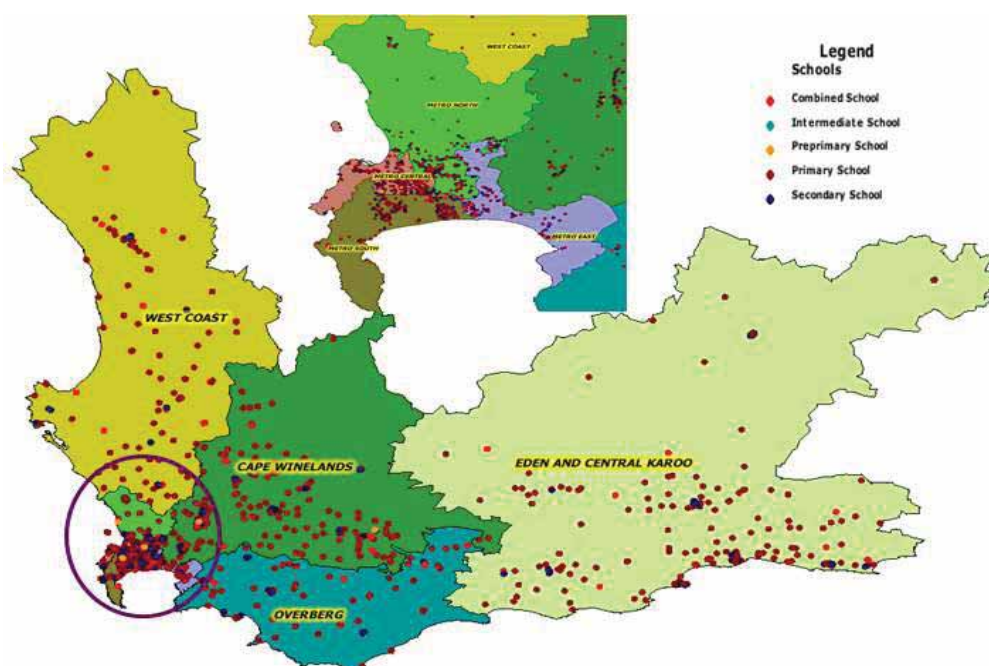 WEST COAST
METRO NORTH
METRO CENTRAL
METRO SOUTH
METRO EAST
Legend
Schools
Combined School
Intermediate School
Preprimary School
Primary School
Secondary School
WEST COAST
CAPE WINELANDS
EDEN AND CENTRAL KAROO
OVERBERG